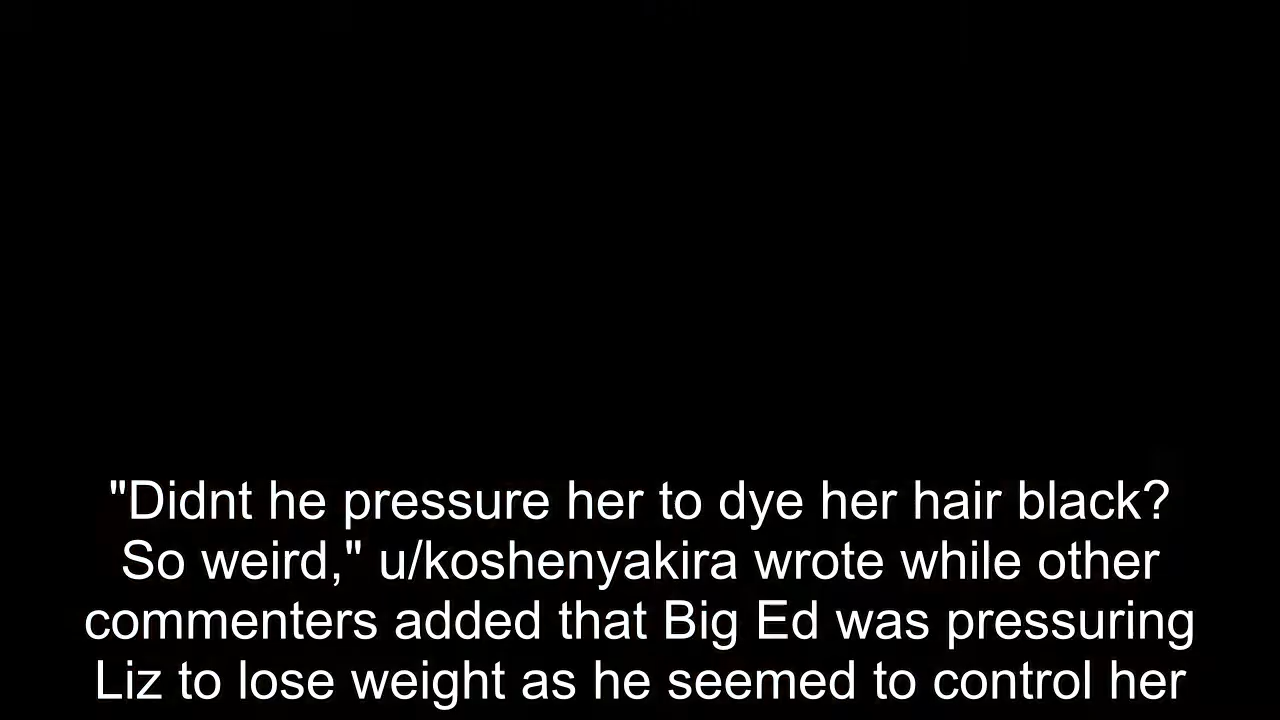 "Didnt he pressure her to dye her hair black?
So weird," u/koshenyakira wrote while other
commenters added that Big Ed was pressuring
Liz to lose weight as he seemed to control her